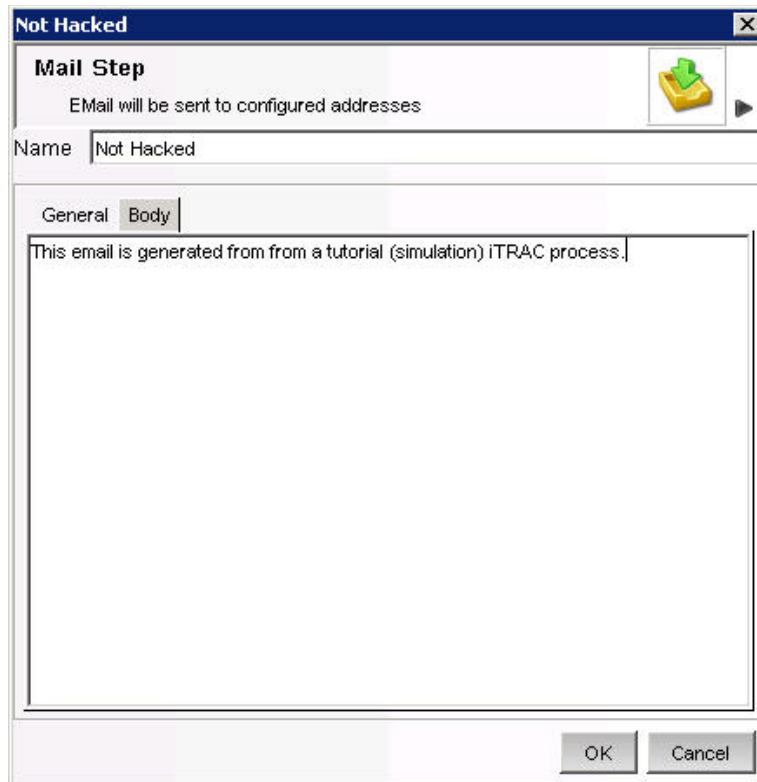 Not Hacked
Mail Step
EMail will be sent to configured addresses
Name Not Hacked
General Body
This email is generated from from a tutorial (simulation) iTRAC process.
OK Cancel